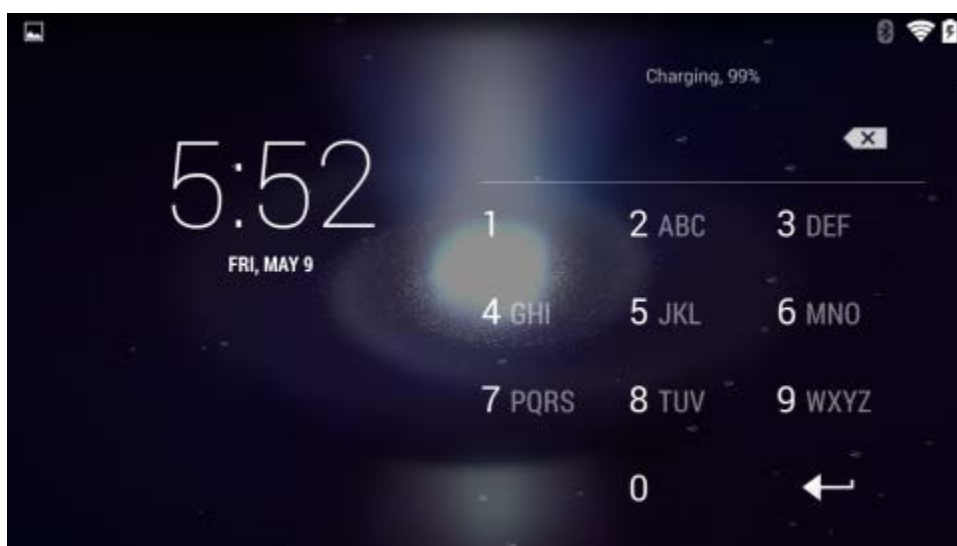 Charging, 99%
5:52
FRI, MAY 9
1
2 ABC
3 DEF
4 GHI
5 JKL
6 MNO
7 PQRS
8 TUV
9 WXYZ
0